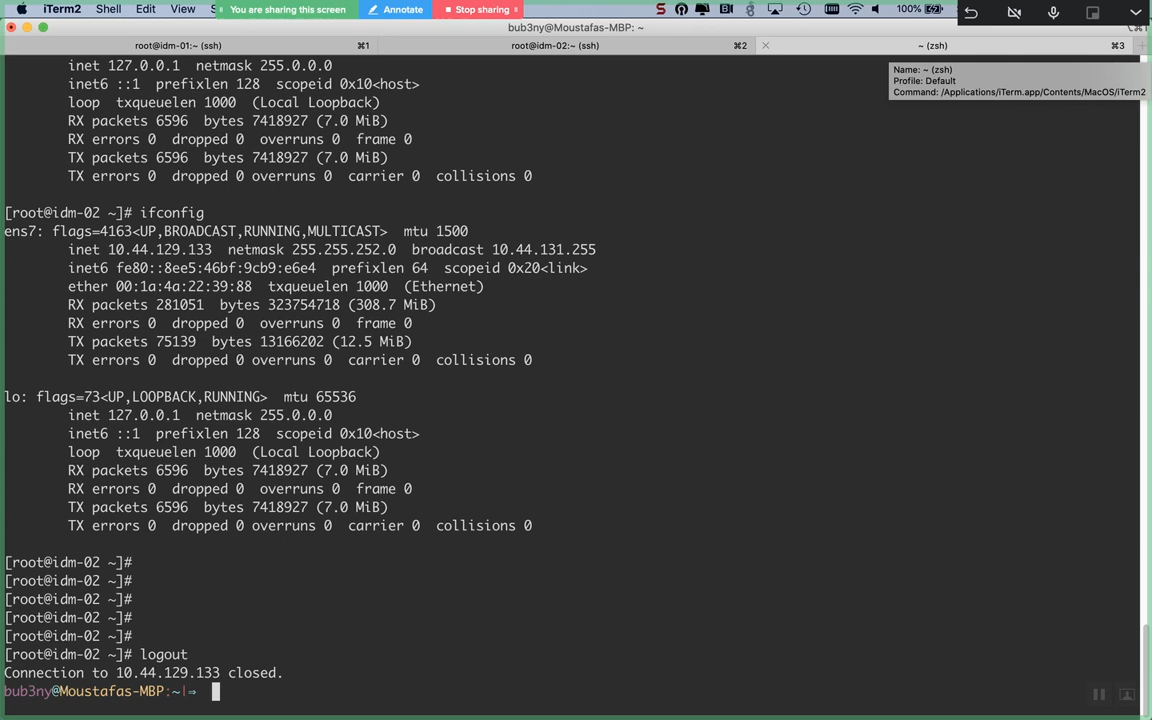 iTerm2 Shell Edit View You are sharing this screen Annotate Stop sharing 100%
bub3ny@Moustafas-MBP: ~
root@idm-01:~ (ssh) ⌘1 root@idm-02:~ (ssh) ⌘2 ~ (zsh) ⌘3
Name: ~ (zsh)
Profile: Default
Command: /Applications/iTerm.app/Contents/MacOS/iTerm2
inet 127.0.0.1 netmask 255.0.0.0
inet6 ::1 prefixlen 128 scopeid 0x10<host>
loop txqueuelen 1000 (Local Loopback)
RX packets 6596 bytes 7418927 (7.0 MiB)
RX errors 0 dropped 0 overruns 0 frame 0
TX packets 6596 bytes 7418927 (7.0 MiB)
TX errors 0 dropped 0 overruns 0 carrier 0 collisions 0
[root@idm-02 ~]# ifconfig
ens7: flags=4163<UP,BROADCAST,RUNNING,MULTICAST> mtu 1500
inet 10.44.129.133 netmask 255.255.252.0 broadcast 10.44.131.255
inet6 fe80::8ee5:46bf:9cb9:e6e4 prefixlen 64 scopeid 0x20<link>
ether 00:1a:4a:22:39:88 txqueuelen 1000 (Ethernet)
RX packets 281051 bytes 323754718 (308.7 MiB)
RX errors 0 dropped 0 overruns 0 frame 0
TX packets 75139 bytes 13166202 (12.5 MiB)
TX errors 0 dropped 0 overruns 0 carrier 0 collisions 0
lo: flags=73<UP,LOOPBACK,RUNNING> mtu 65536
inet 127.0.0.1 netmask 255.0.0.0
inet6 ::1 prefixlen 128 scopeid 0x10<host>
loop txqueuelen 1000 (Local Loopback)
RX packets 6596 bytes 7418927 (7.0 MiB)
RX errors 0 dropped 0 overruns 0 frame 0
TX packets 6596 bytes 7418927 (7.0 MiB)
TX errors 0 dropped 0 overruns 0 carrier 0 collisions 0
[root@idm-02 ~]#
[root@idm-02 ~]#
[root@idm-02 ~]#
[root@idm-02 ~]#
[root@idm-02 ~]#
[root@idm-02 ~]# logout
Connection to 10.44.129.133 closed.
bub3ny@Moustafas-MBP:~|⇒